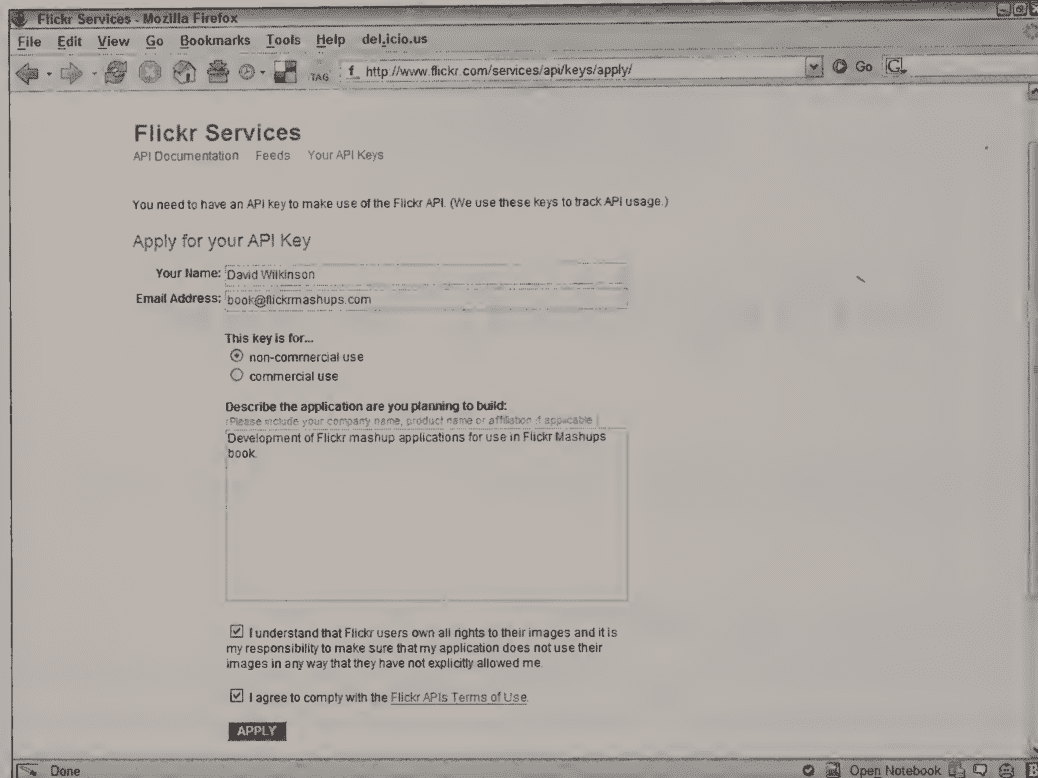 Flickr Services - Mozilla Firefox
File Edit View Go Bookmarks Tools Help del.icio.us
TAG f_ http://www.flickr.com/services/api/keys/apply/ Go G
Flickr Services
API Documentation Feeds Your API Keys
You need to have an API key to make use of the Flickr API. (We use these keys to track API usage.)
Apply for your API Key
Your Name: David Wilkinson
Email Address: book@flickrmashups.com
This key is for...
non-commercial use
commercial use
Describe the application are you planning to build:
(Please include your company name, product name or affiliation if applicable.)
Development of Flickr mashup applications for use in Flickr Mashups
book.
I understand that Flickr users own all rights to their images and it is
my responsibility to make sure that my application does not use their
images in any way that they have not explicitly allowed me.
I agree to comply with the Flickr APIs Terms of Use.
APPLY
Done Open Notebook